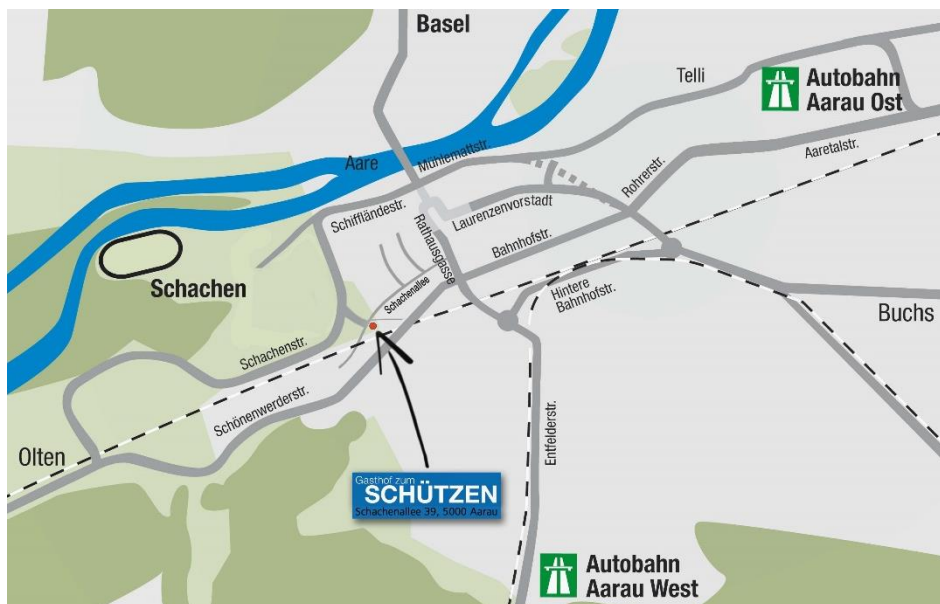 Basel
Telli
Autobahn
Aarau Ost
Aare
Mühlemattstr.
Aaretalstr.
Rohrerstr.
Schiffländestr.
Laurenzenvorstadt
Rathausgasse
Bahnhofstr.
Schachen
Schachenallee
Hintere
Bahnhofstr.
Buchs
Schachenstr.
Schönenwerderstr.
Entfelderstr.
Olten
Gasthof zum
SCHÜTZEN
Schachenallee 39, 5000 Aarau
Autobahn
Aarau West